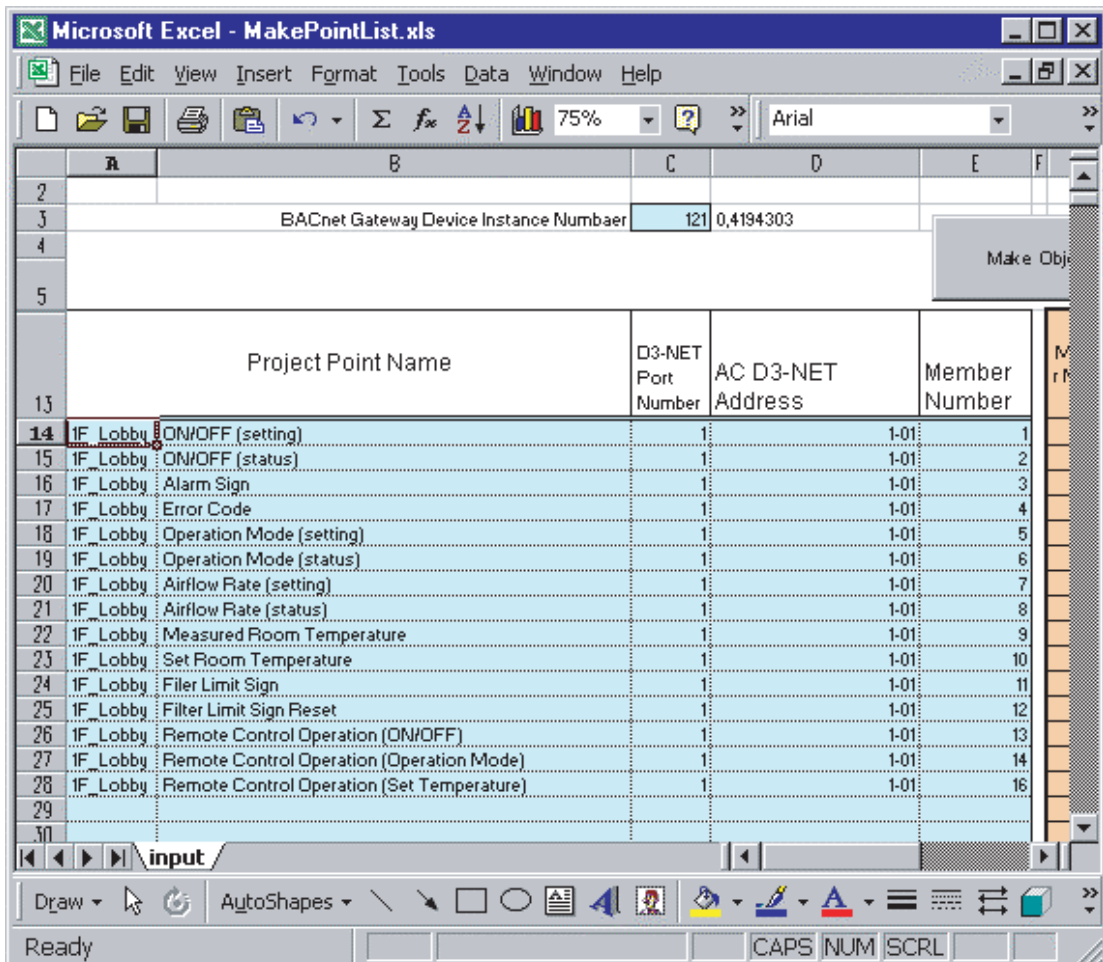 Microsoft Excel - MakePointList.xls
File Edit View Insert Format Tools Data Window Help
75% Arial
A B C D E F
2
3 BACnet Gateway Device Instance Numbaer 121 0,4194303
4
Make Obj
5
13 Project Point Name D3-NET Port Number AC D3-NET Address Member Number
14 1F_Lobby ON/OFF (setting) 1 1-01 1
15 1F_Lobby ON/OFF (status) 1 1-01 2
16 1F_Lobby Alarm Sign 1 1-01 3
17 1F_Lobby Error Code 1 1-01 4
18 1F_Lobby Operation Mode (setting) 1 1-01 5
19 1F_Lobby Operation Mode (status) 1 1-01 6
20 1F_Lobby Airflow Rate (setting) 1 1-01 7
21 1F_Lobby Airflow Rate (status) 1 1-01 8
22 1F_Lobby Measured Room Temperature 1 1-01 9
23 1F_Lobby Set Room Temperature 1 1-01 10
24 1F_Lobby Filer Limit Sign 1 1-01 11
25 1F_Lobby Filter Limit Sign Reset 1 1-01 12
26 1F_Lobby Remote Control Operation (ON/OFF) 1 1-01 13
27 1F_Lobby Remote Control Operation (Operation Mode) 1 1-01 14
28 1F_Lobby Remote Control Operation (Set Temperature) 1 1-01 16
29
30
input
Draw AutoShapes
Ready CAPS NUM SCRL